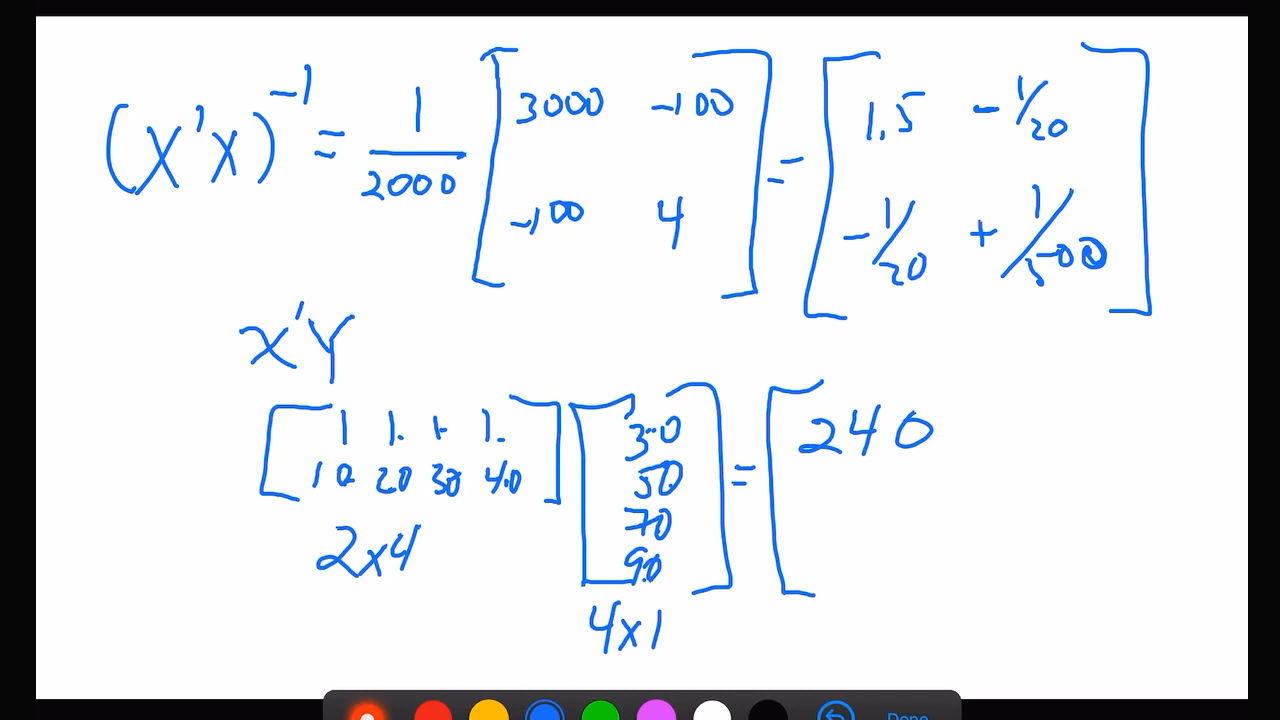 (X'X)⁻¹ = 1/2000 [3000 -100 = [1.5 -1/20
-100 4] -1/20 +1/500]
X'Y
[1 1 1 1 [30 = [240
10 20 30 40] 50
70
90]
2x4
4x1
Done